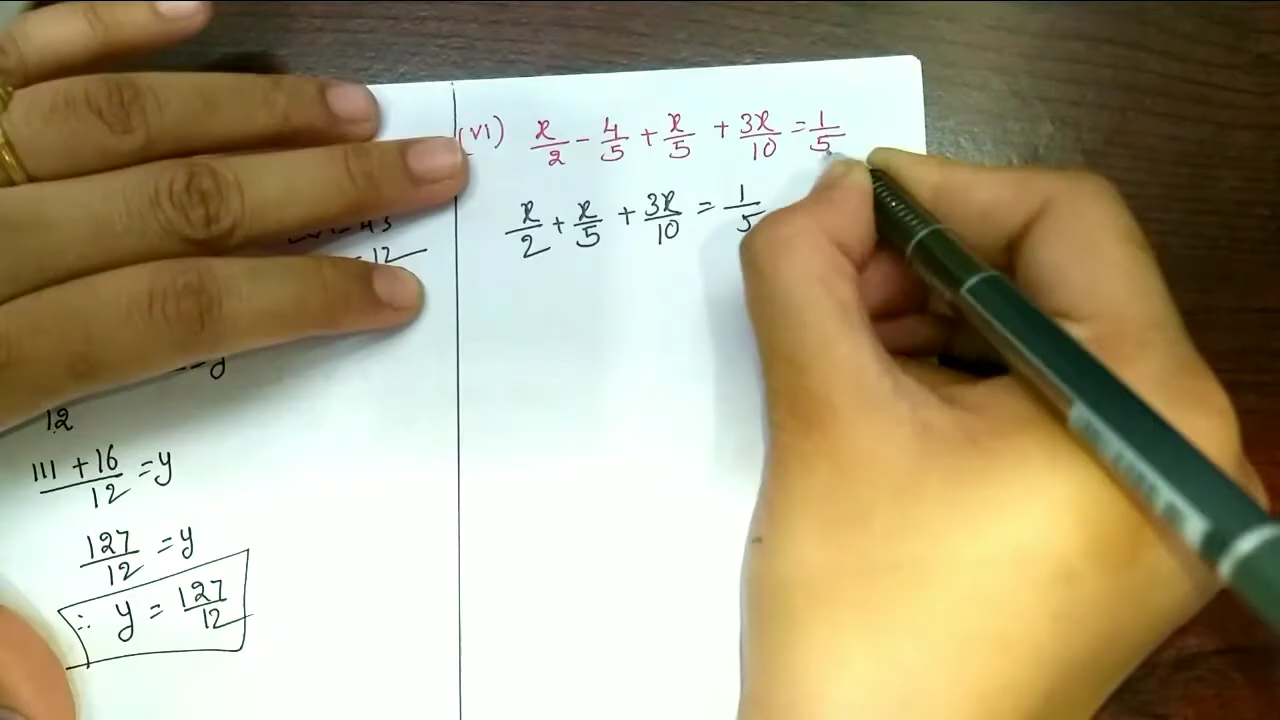 12
111 + 16 / 12 = y
127 / 12 = y
∴ y = 127 / 12
(vi) x/2 - 4/5 + x/5 + 3x/10 = 1/5
x/2 + x/5 + 3x/10 = 1/5